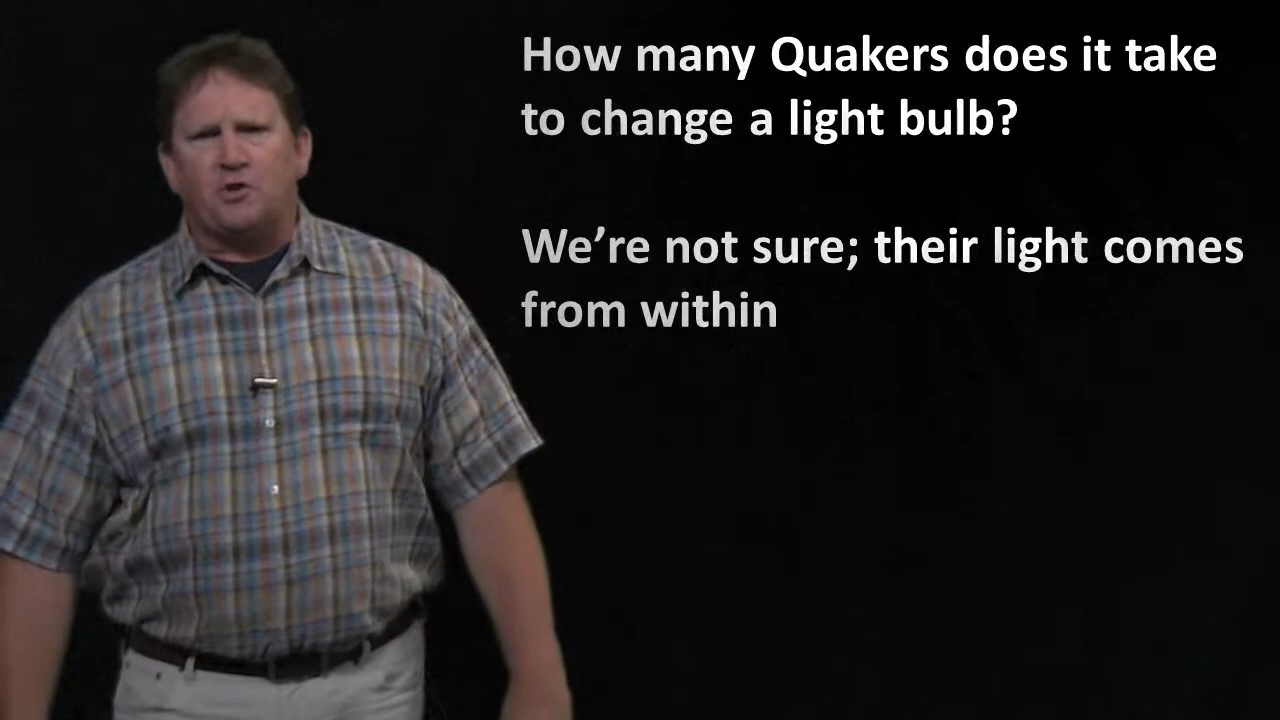 How many Quakers does it take
to change a light bulb?
We're not sure; their light comes
from within